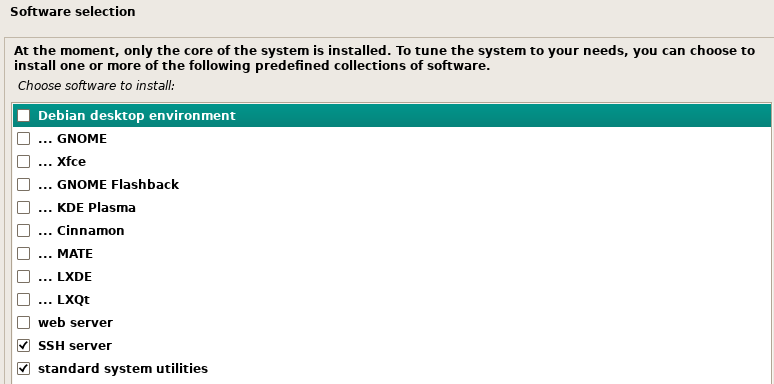 Software selection
At the moment, only the core of the system is installed. To tune the system to your needs, you can choose to
install one or more of the following predefined collections of software.
Choose software to install:
Debian desktop environment
... GNOME
... Xfce
... GNOME Flashback
... KDE Plasma
... Cinnamon
... MATE
... LXDE
... LXQt
web server
SSH server
standard system utilities